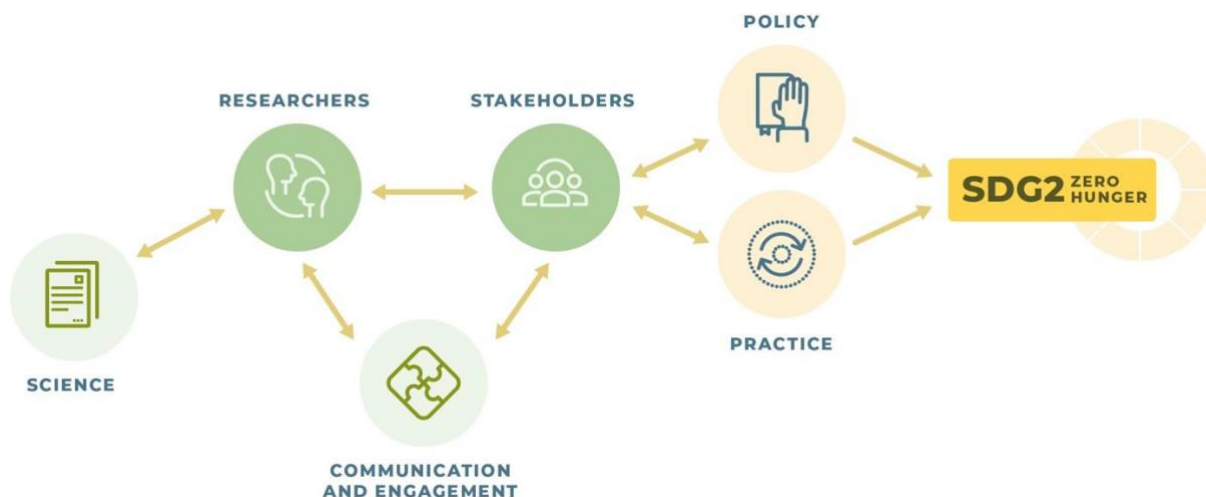 POLICY
RESEARCHERS
STAKEHOLDERS
SDG2 ZERO
HUNGER
PRACTICE
SCIENCE
COMMUNICATION
AND ENGAGEMENT